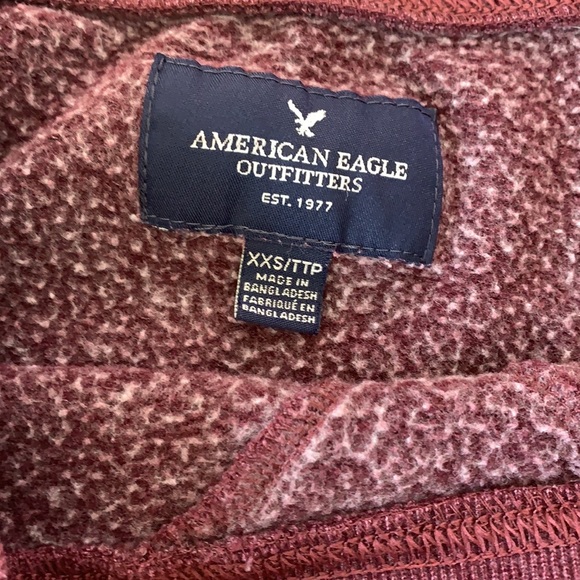 AMERICAN EAGLE
OUTFITTERS
EST. 1977
XXS/TTP
MADE IN
BANGLADESH
FABRIQUÉ EN
BANGLADESH